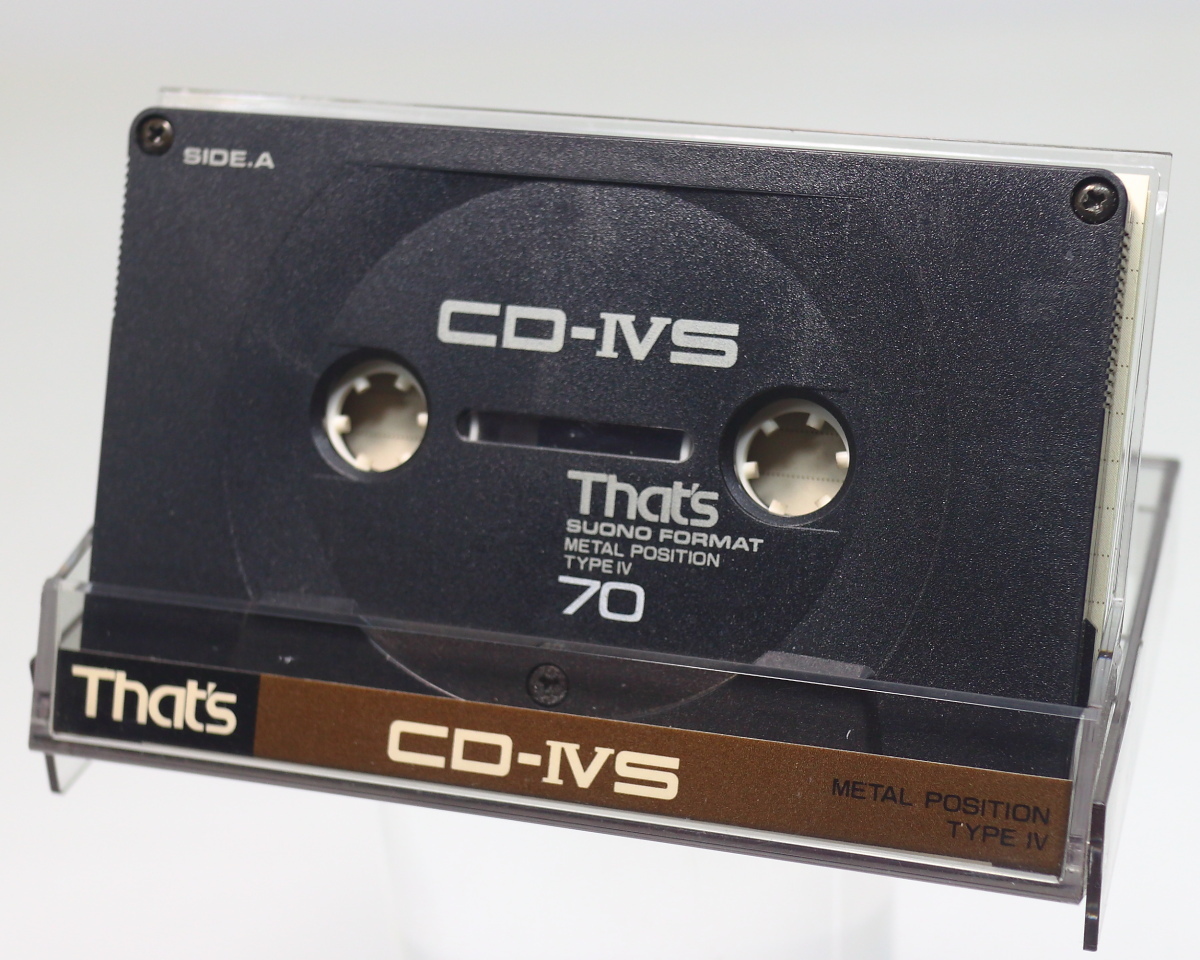 SIDE.A
CD-IVS
That's
SUONO FORMAT
METAL POSITION
TYPE IV
70
That's
CD-IVS
METAL POSITION
TYPE IV